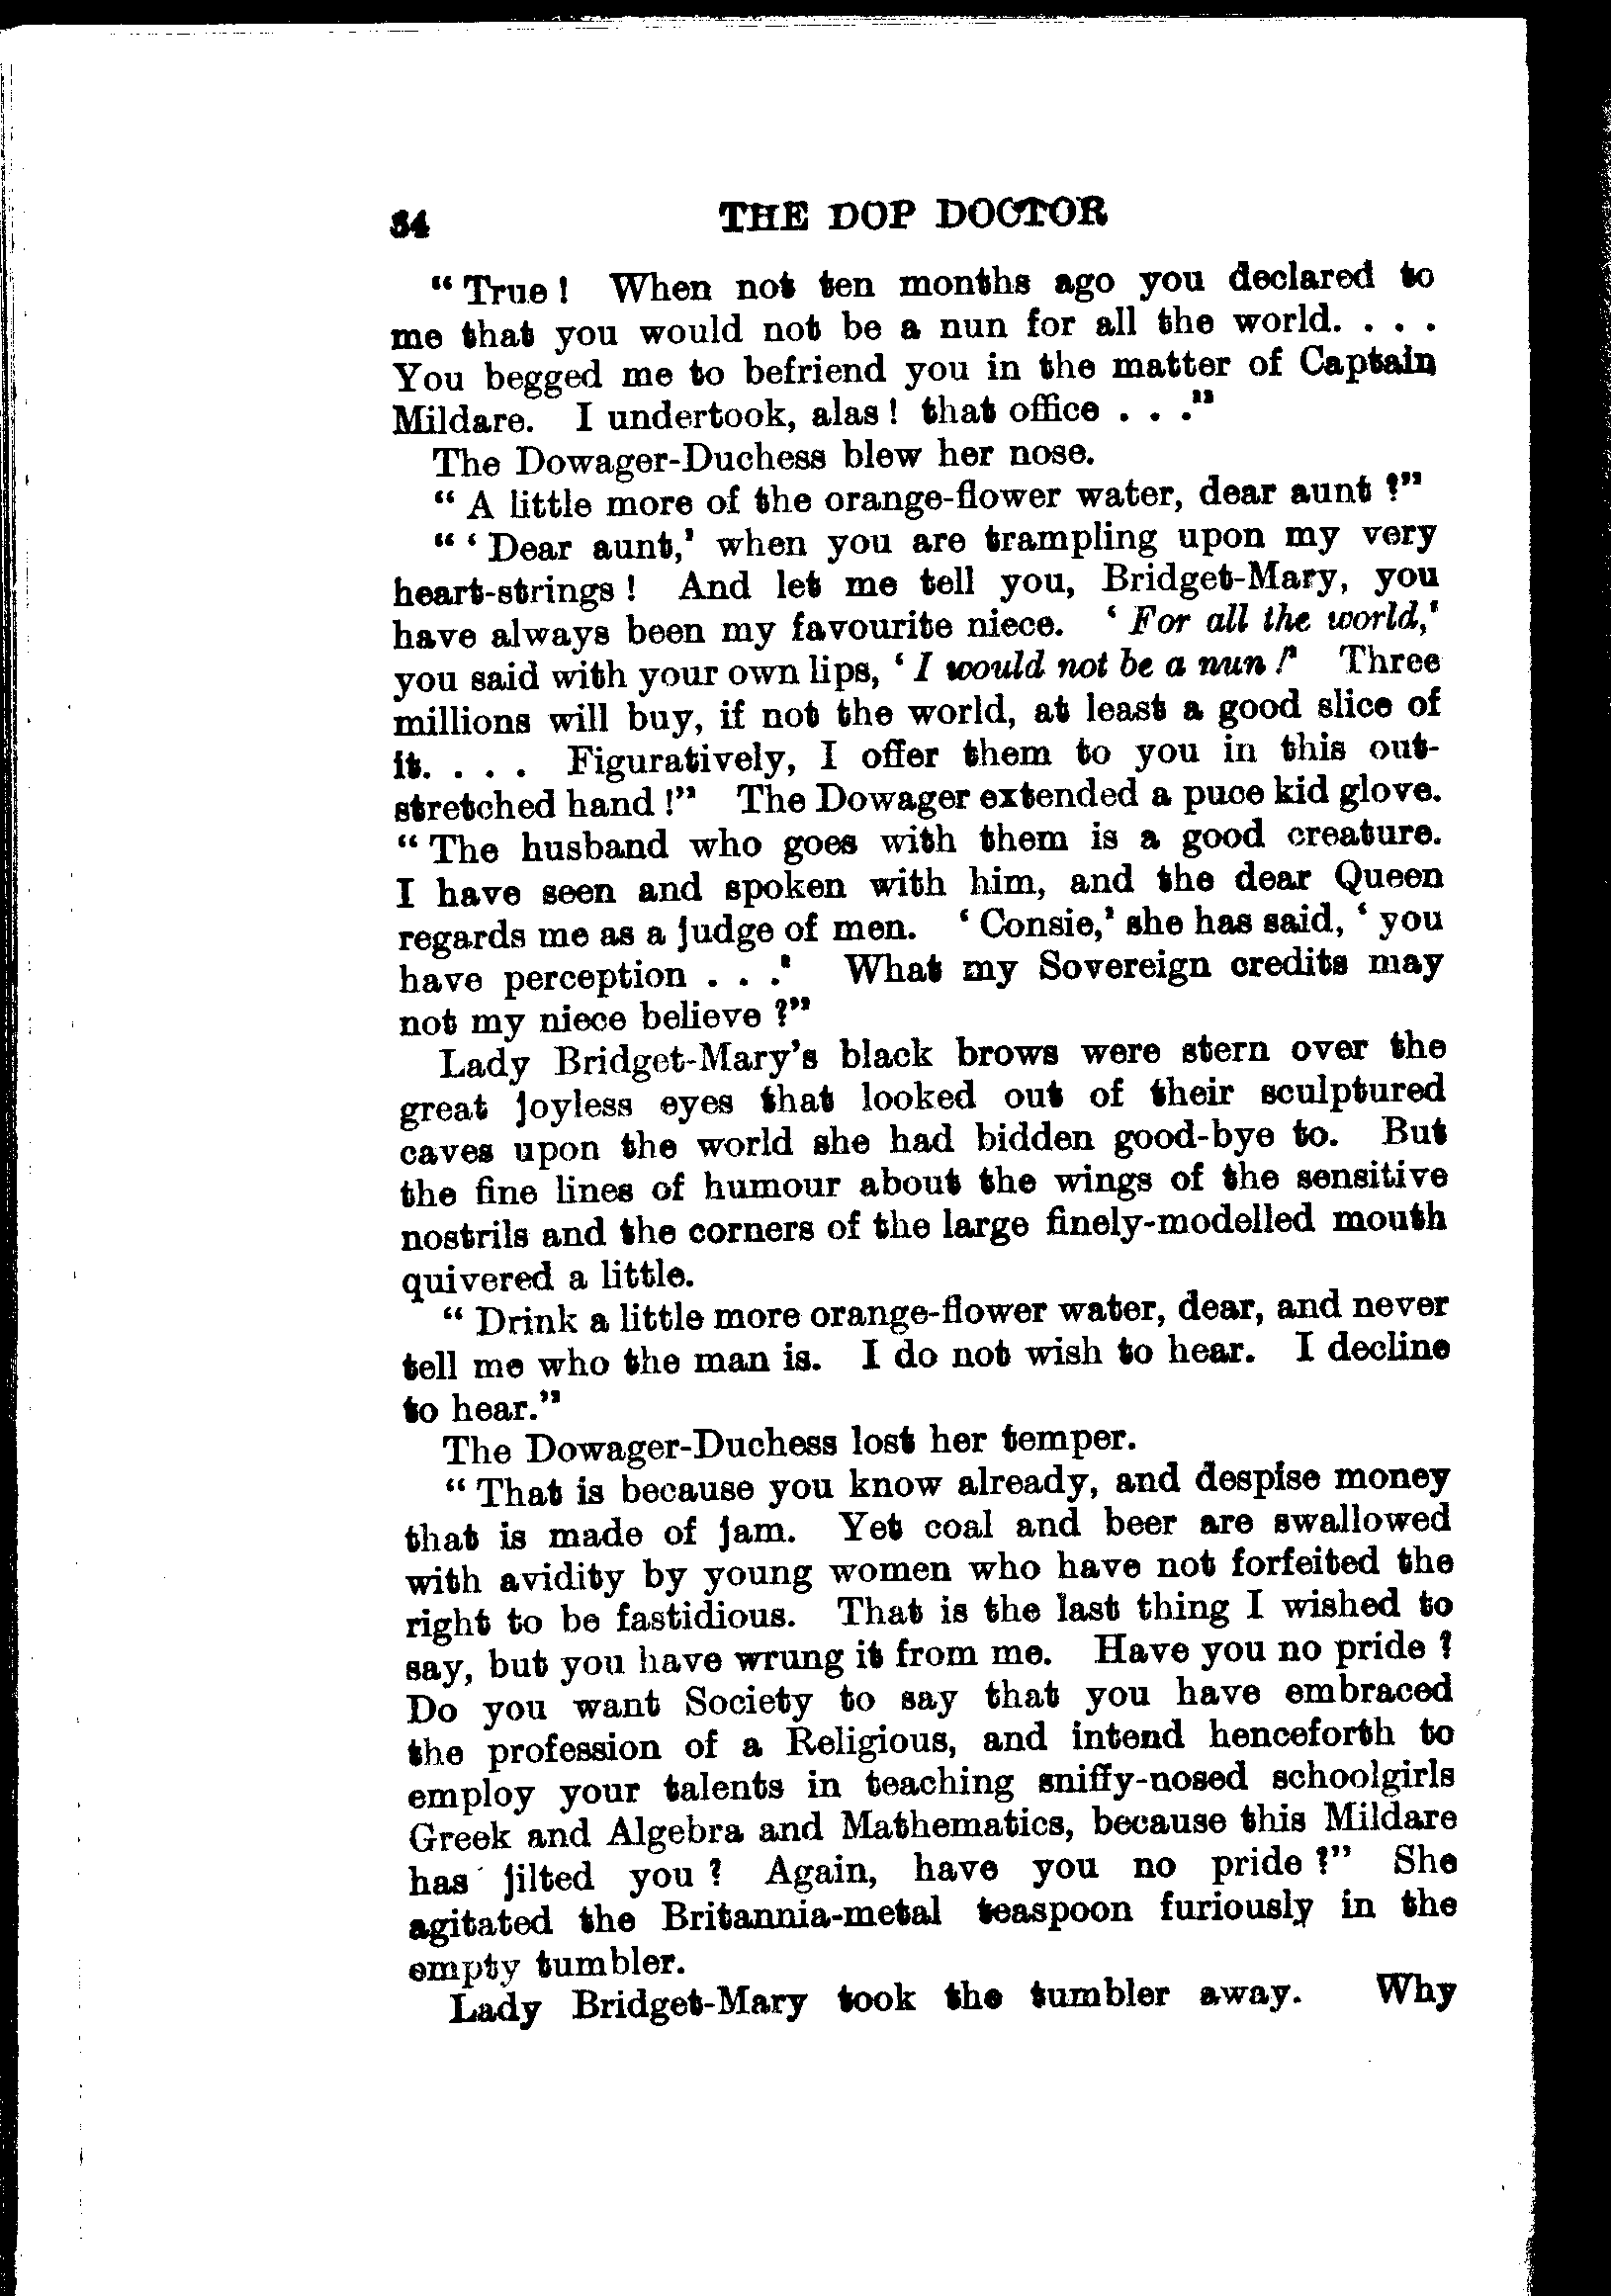 34 THE DOP DOCTOR
“True! When not ten months ago you declared to
me that you would not be a nun for all the world. . . .
You begged me to befriend you in the matter of Captain
Mildare. I undertook, alas! that office . . .”
The Dowager-Duchess blew her nose.
“A little more of the orange-flower water, dear aunt?”
“‘Dear aunt,’ when you are trampling upon my very
heart-strings! And let me tell you, Bridget-Mary, you
have always been my favourite niece. ‘For all the world,’
you said with your own lips, ‘I would not be a nun!’ Three
millions will buy, if not the world, at least a good slice of
it. . . . Figuratively, I offer them to you in this out-
stretched hand!” The Dowager extended a puce kid glove.
“The husband who goes with them is a good creature.
I have seen and spoken with him, and the dear Queen
regards me as a judge of men. ‘Consie,’ she has said, ‘you
have perception . . .’ What my Sovereign credits may
not my niece believe?”
Lady Bridget-Mary’s black brows were stern over the
great joyless eyes that looked out of their sculptured
caves upon the world she had bidden good-bye to. But
the fine lines of humour about the wings of the sensitive
nostrils and the corners of the large finely-modelled mouth
quivered a little.
“Drink a little more orange-flower water, dear, and never
tell me who the man is. I do not wish to hear. I decline
to hear.”
The Dowager-Duchess lost her temper.
“That is because you know already, and despise money
that is made of jam. Yet coal and beer are swallowed
with avidity by young women who have not forfeited the
right to be fastidious. That is the last thing I wished to
say, but you have wrung it from me. Have you no pride?
Do you want Society to say that you have embraced
the profession of a Religious, and intend henceforth to
employ your talents in teaching sniffy-nosed schoolgirls
Greek and Algebra and Mathematics, because this Mildare
has jilted you? Again, have you no pride?” She
agitated the Britannia-metal teaspoon furiously in the
empty tumbler.
Lady Bridget-Mary took the tumbler away. Why